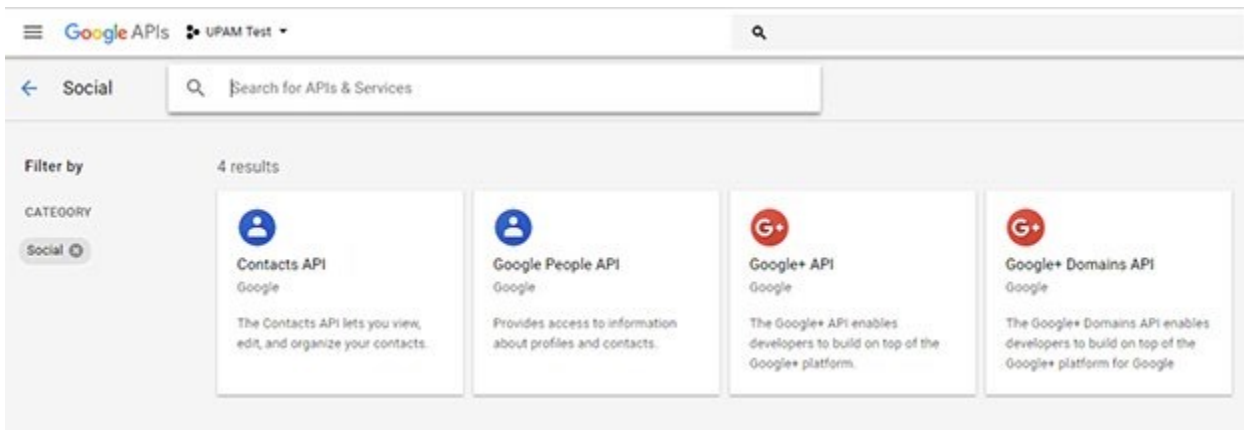 Google APIs UPAM Test
Social Search for APIs & Services
Filter by
4 results
CATEGORY
Social
Contacts API
Google
The Contacts API lets you view,
edit, and organize your contacts.
Google People API
Google
Provides access to information
about profiles and contacts.
G+
Google+ API
Google
The Google+ API enables
developers to build on top of the
Google+ platform.
G+
Google+ Domains API
Google
The Google+ Domains API enables
developers to build on top of the
Google+ platform for Google